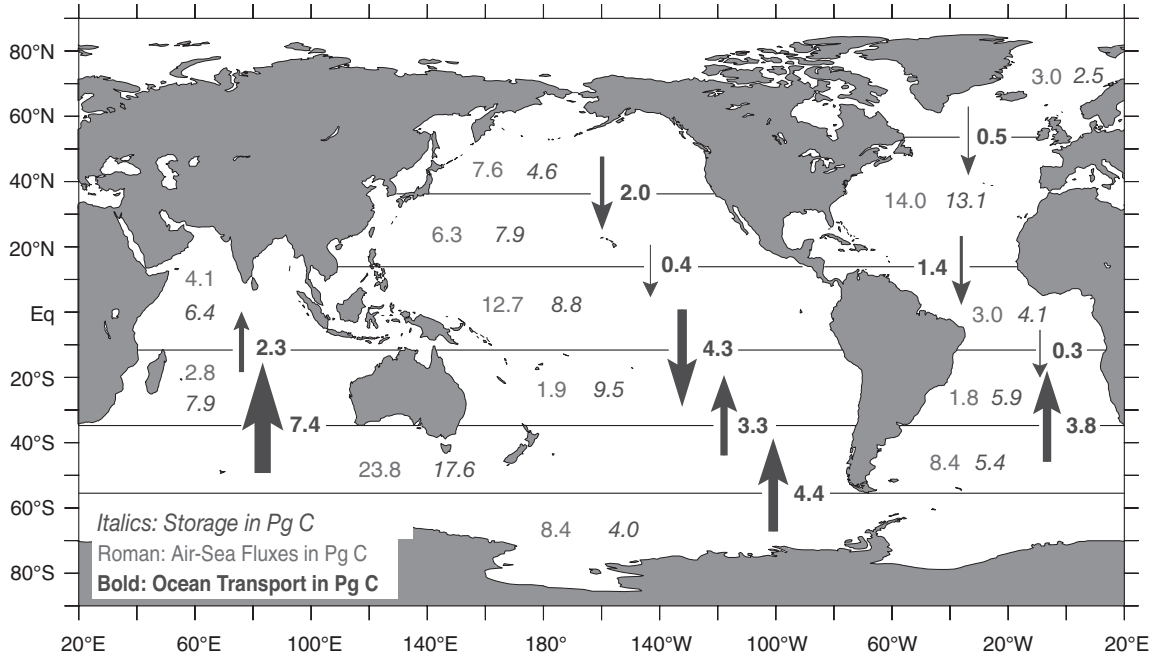 80°N
3.0 2.5
60°N
0.5
7.6 4.6
40°N
2.0
14.0 13.1
6.3 7.9
20°N
0.4
1.4
4.1
12.7 8.8
6.4
3.0 4.1
Eq
2.3
4.3
0.3
2.8
20°S
1.9 9.5
1.8 5.9
7.9
7.4
3.3
3.8
40°S
23.8 17.6
8.4 5.4
4.4
60°S
Italics: Storage in Pg C
8.4 4.0
Roman: Air-Sea Fluxes in Pg C
80°S
Bold: Ocean Transport in Pg C
20°E 60°E 100°E 140°E 180° 140°W 100°W 60°W 20°W 20°E